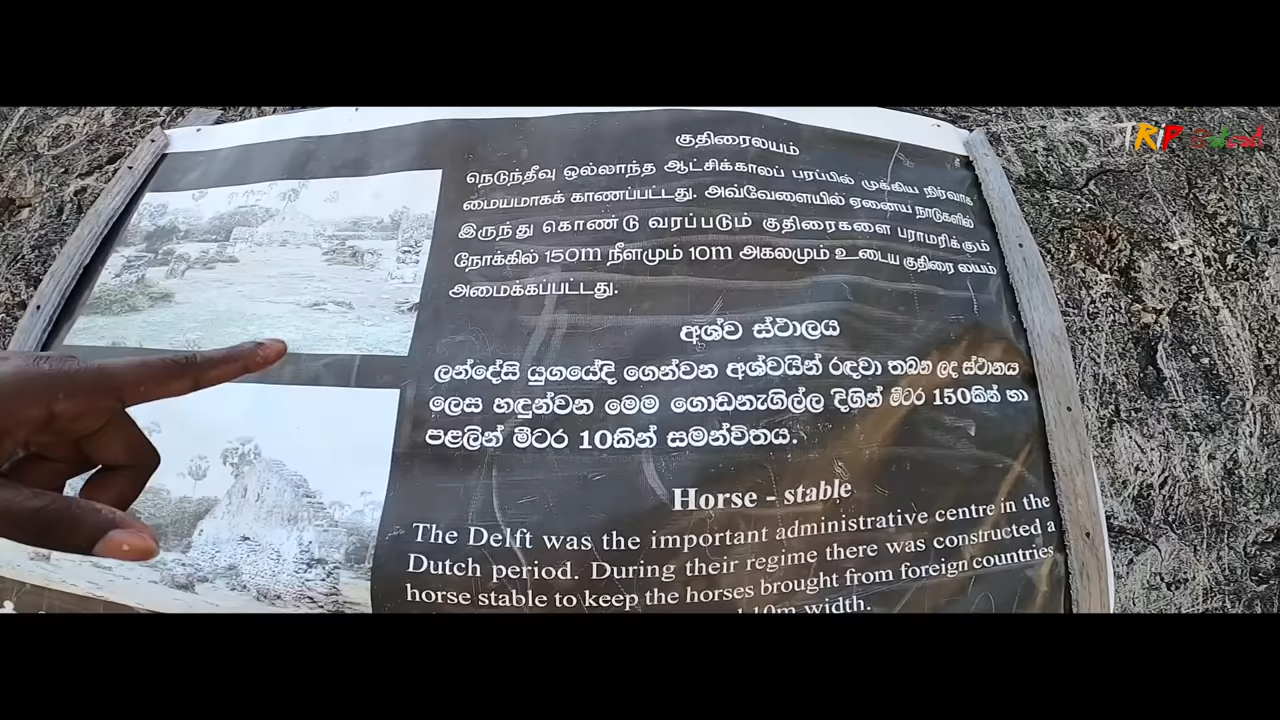 TRIP
குதிரைலயம்
நெடுந்தீவு ஒல்லாந்த ஆட்சிக்காலப் பரப்பில் முக்கிய நிர்வாக
மையமாகக் காணப்பட்டது. அவ்வேளையில் ஏனைய நாடுகளில்
இருந்து கொண்டு வரப்படும் குதிரைகளை பராமரிக்கும்
நோக்கில் 150m நீளமும் 10m அகலமும் உடைய குதிரை லயம்
அமைக்கப்பட்டது.
අශ්ව ස්ථාලය
ලන්දේසි යුගයේදි ගෙන්වන අශ්වයින් රඳවා තබන ලද ස්ථානය
ලෙස හඳුන්වන මෙම ගොඩනැගිල්ල දිගින් මීටර 150කින් හා
පළලින් මීටර 10කින් සමන්විතය.
Horse - stable
The Delft was the important administrative centre in the
Dutch period. During their regime there was constructed a
horse stable to keep the horses brought from foreign countries
10m width.